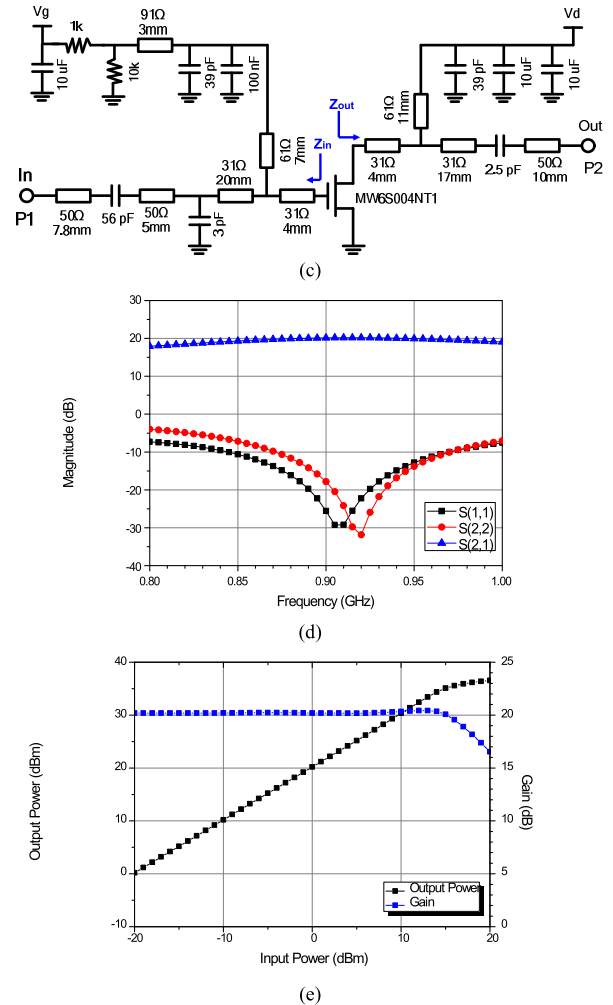 Vg
1k
91Ω
3mm
10 uF
10k
39 pF
100 nF
61Ω
7mm
Zin
Zout
61Ω
11mm
Vd
39 pF
10 uF
10 uF
In
P1
50Ω
7.8mm
56 pF
50Ω
5mm
3 pF
31Ω
20mm
31Ω
4mm
MW6S004NT1
31Ω
4mm
31Ω
17mm
2.5 pF
50Ω
10mm
Out
P2
(c)
30
20
10
0
-10
-20
-30
-40
Magnitude (dB)
S(1,1)
S(2,2)
S(2,1)
0.80
0.85
0.90
0.95
1.00
Frequency (GHz)
(d)
40
30
20
10
0
-10
Output Power (dBm)
25
20
15
10
5
0
Gain (dB)
Output Power
Gain
-20
-10
0
10
20
Input Power (dBm)
(e)